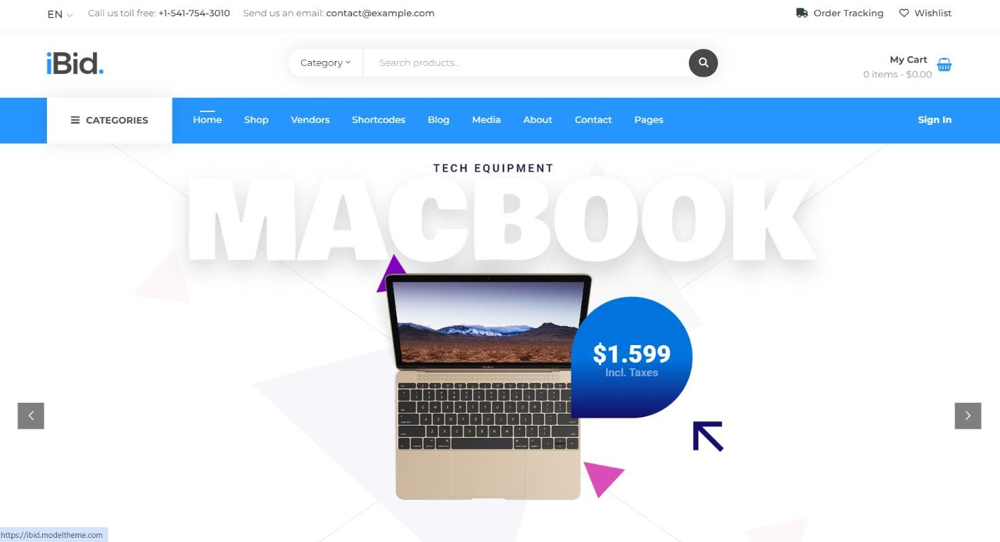 EN
Call us toll free: +1-541-754-3010 Send us an email: contact@example.com
Order Tracking
Wishlist
iBid.
Category
Search products...
My Cart
0 items - $0.00
CATEGORIES
Home Shop Vendors Shortcodes Blog Media About Contact Pages
Sign In
TECH EQUIPMENT
MACBOOK
$1.599
Incl. Taxes
https://ibid.modeltheme.com